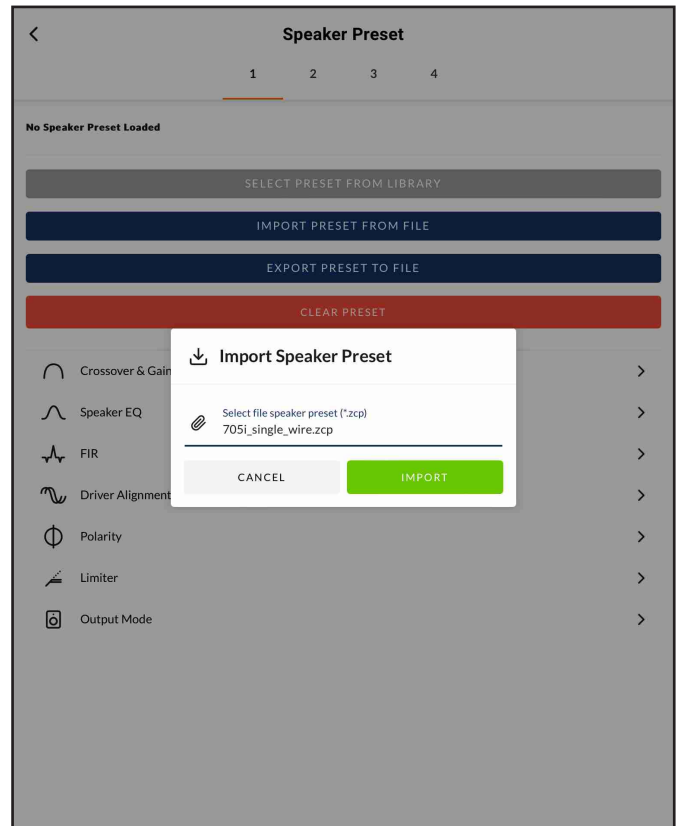 Speaker Preset
1 2 3 4
No Speaker Preset Loaded
SELECT PRESET FROM LIBRARY
IMPORT PRESET FROM FILE
EXPORT PRESET TO FILE
CLEAR PRESET
Import Speaker Preset
Select file speaker preset (*.zcp)
705i_single_wire.zcp
CANCEL IMPORT
Crossover & Gain
Speaker EQ
FIR
Driver Alignment
Polarity
Limiter
Output Mode